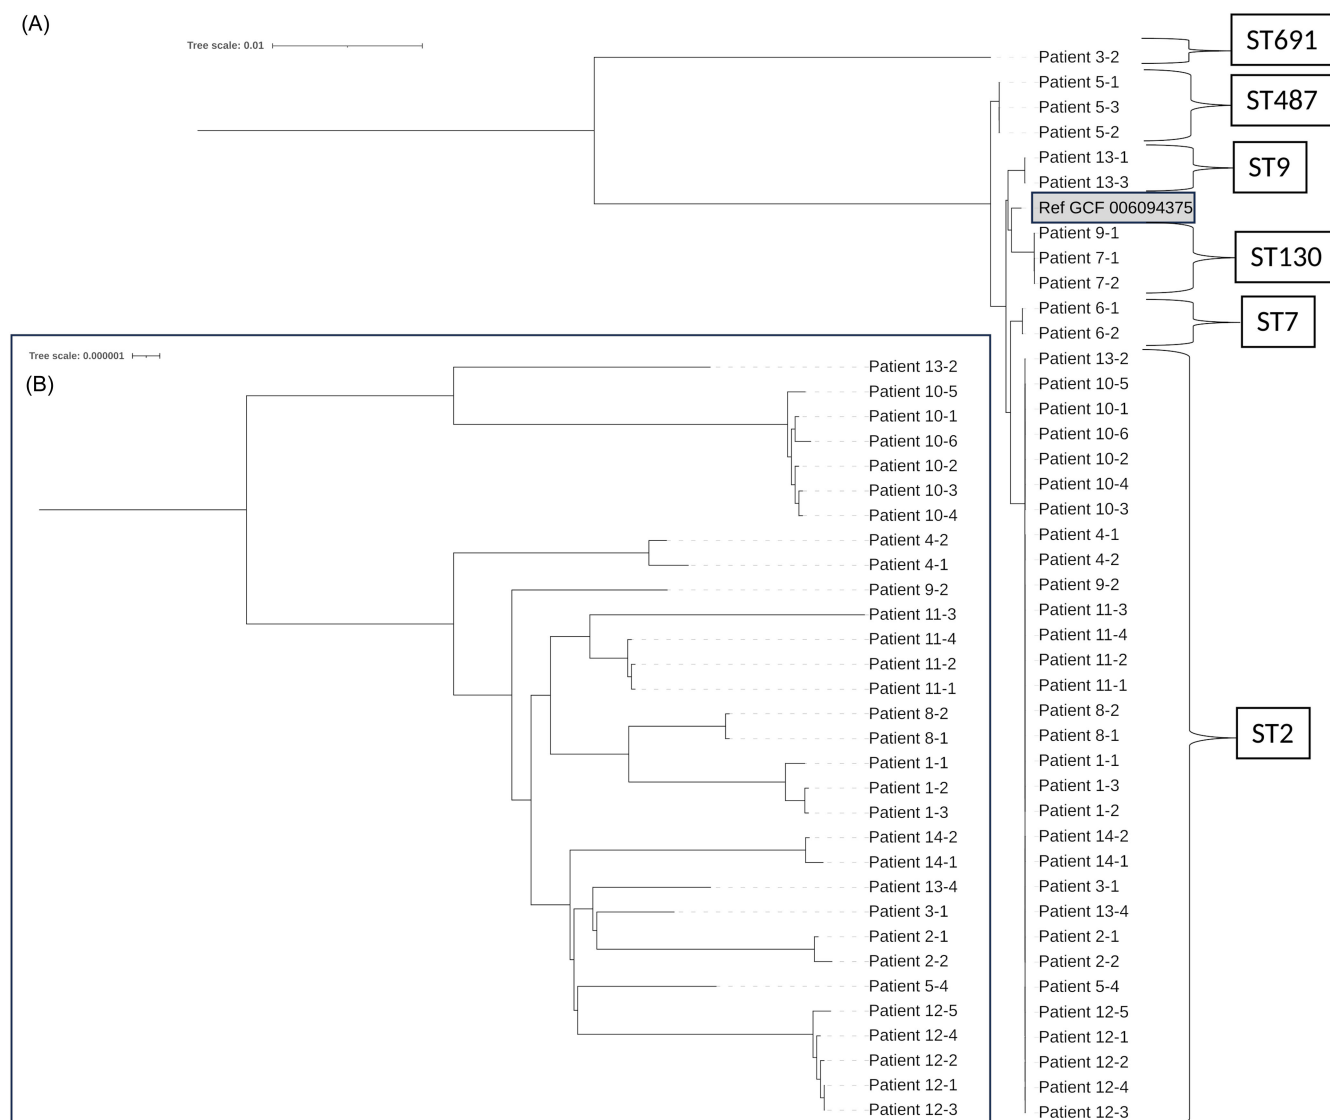 (A)
Tree scale: 0.01
Patient 3-2
Patient 5-1
Patient 5-3
Patient 5-2
Patient 13-1
Patient 13-3
Ref GCF 006094375
Patient 9-1
Patient 7-1
Patient 7-2
Patient 6-1
Patient 6-2
Patient 13-2
Patient 10-5
Patient 10-1
Patient 10-6
Patient 10-2
Patient 10-4
Patient 10-3
Patient 4-1
Patient 4-2
Patient 9-2
Patient 11-3
Patient 11-4
Patient 11-2
Patient 11-1
Patient 8-2
Patient 8-1
Patient 1-1
Patient 1-3
Patient 1-2
Patient 14-2
Patient 14-1
Patient 3-1
Patient 13-4
Patient 2-1
Patient 2-2
Patient 5-4
Patient 12-5
Patient 12-1
Patient 12-2
Patient 12-4
Patient 12-3
ST691
ST487
ST9
ST130
ST7
ST2
Tree scale: 0.000001
(B)
Patient 13-2
Patient 10-5
Patient 10-1
Patient 10-6
Patient 10-2
Patient 10-3
Patient 10-4
Patient 4-2
Patient 4-1
Patient 9-2
Patient 11-3
Patient 11-4
Patient 11-2
Patient 11-1
Patient 8-2
Patient 8-1
Patient 1-1
Patient 1-2
Patient 1-3
Patient 14-2
Patient 14-1
Patient 13-4
Patient 3-1
Patient 2-1
Patient 2-2
Patient 5-4
Patient 12-5
Patient 12-4
Patient 12-2
Patient 12-1
Patient 12-3